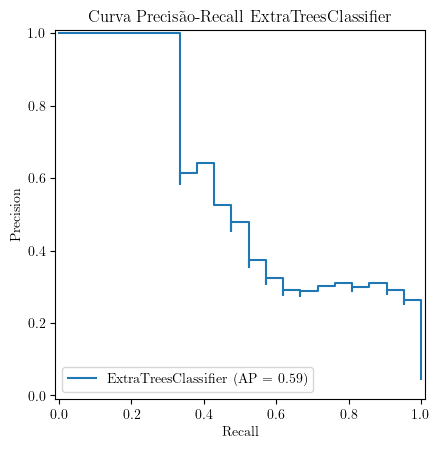 Curva Precisão-Recall ExtraTreesClassifier
1.0
0.8
0.6
0.4
0.2
0.0
Precision
ExtraTreesClassifier (AP = 0.59)
0.0 0.2 0.4 0.6 0.8 1.0
Recall